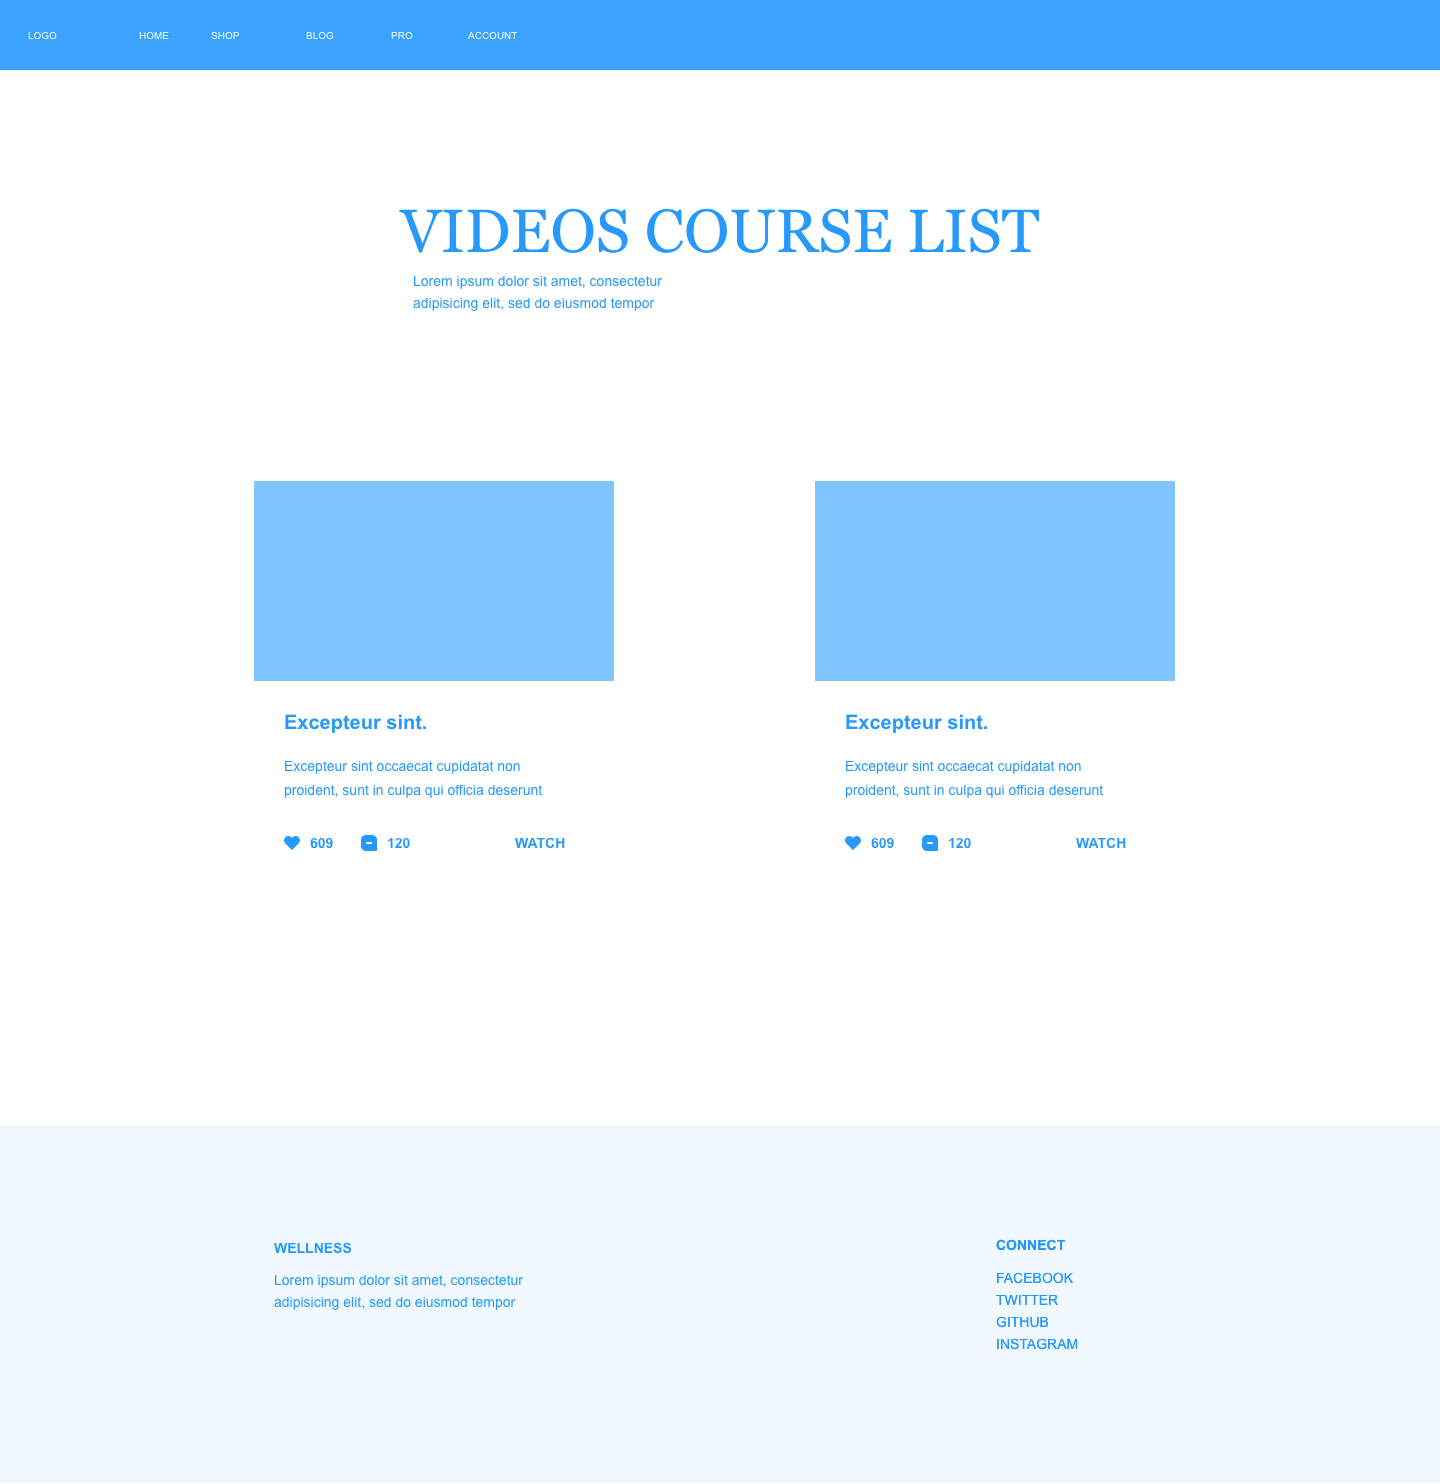 LOGO HOME SHOP BLOG PRO ACCOUNT
VIDEOS COURSE LIST
Lorem ipsum dolor sit amet, consectetur
adipisicing elit, sed do eiusmod tempor
Excepteur sint.
Excepteur sint occaecat cupidatat non
proident, sunt in culpa qui officia deserunt
609 120 WATCH
Excepteur sint.
Excepteur sint occaecat cupidatat non
proident, sunt in culpa qui officia deserunt
609 120 WATCH
WELLNESS
Lorem ipsum dolor sit amet, consectetur
adipisicing elit, sed do eiusmod tempor
CONNECT
FACEBOOK
TWITTER
GITHUB
INSTAGRAM